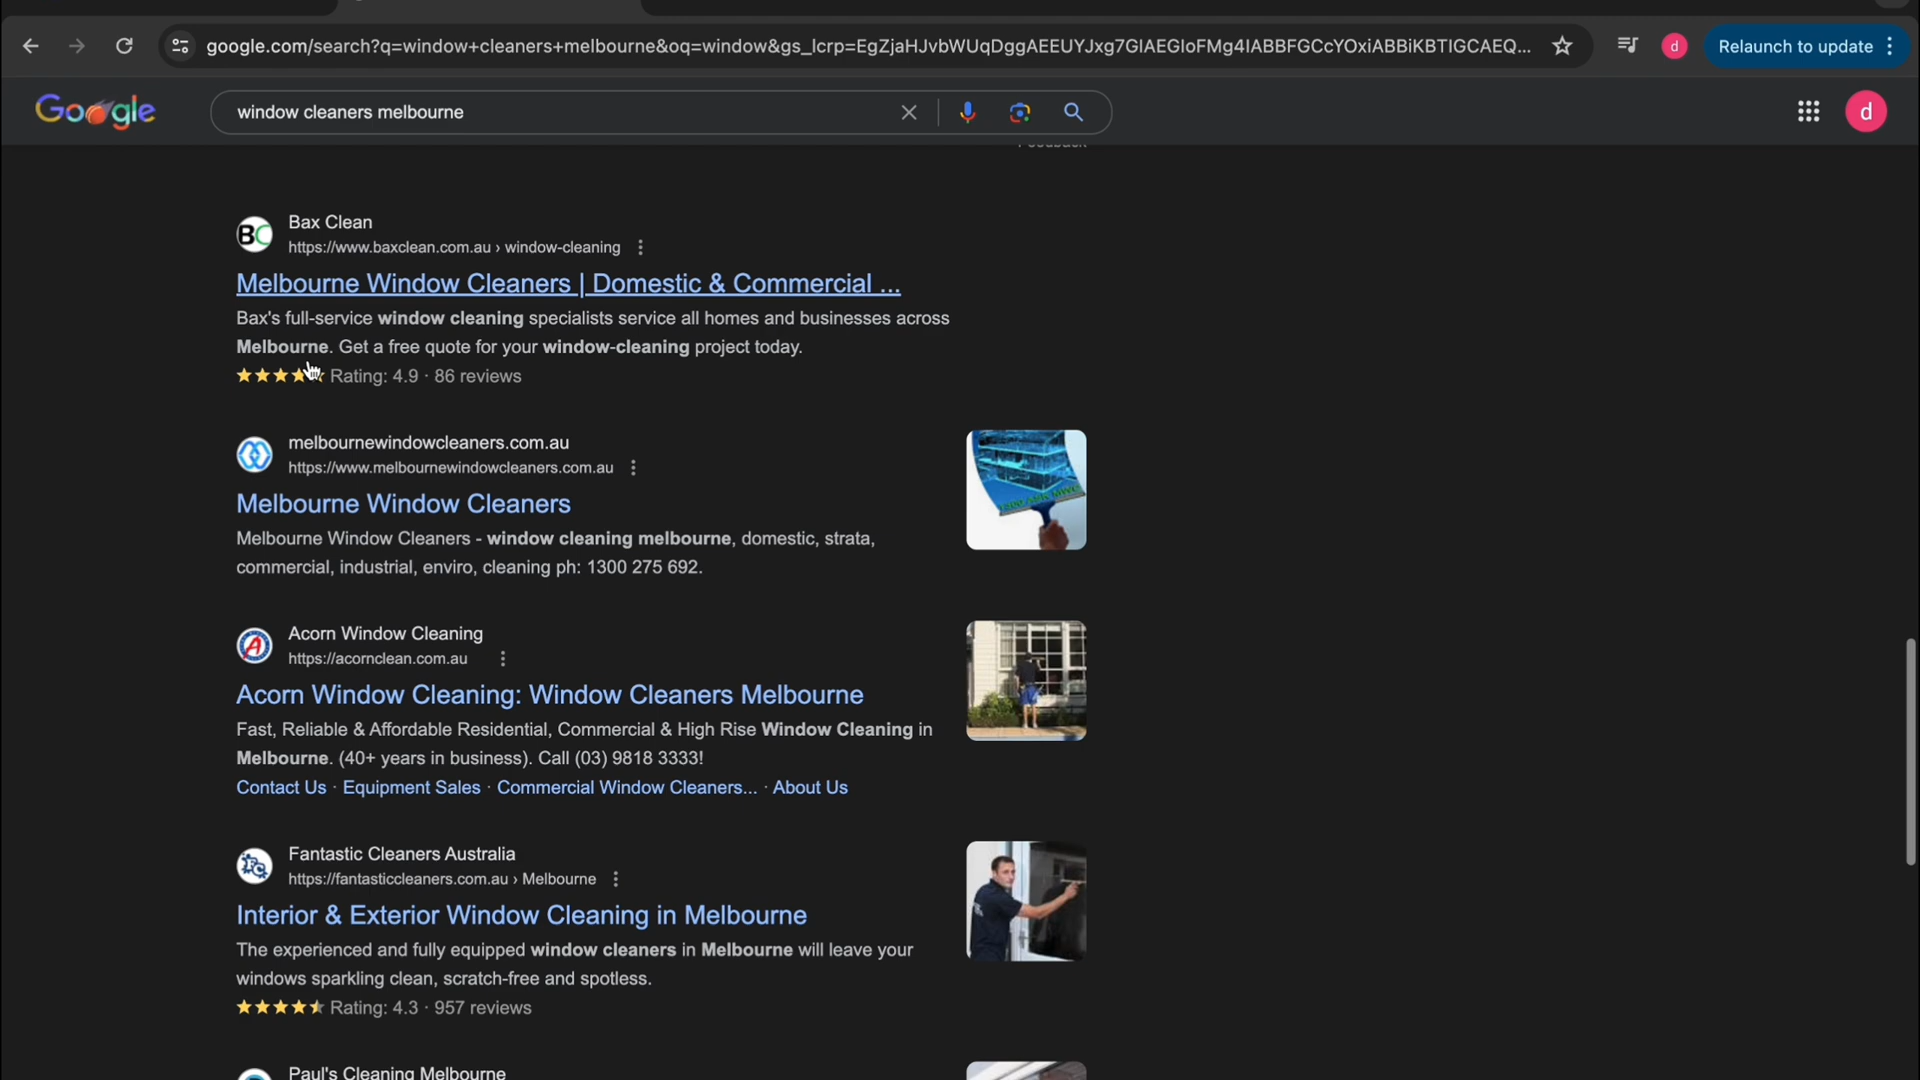 google.com/search?q=window+cleaners+melbourne&oq=window&gs_lcrp=EgZjaHJvbWUqDggAEEUYJxg7GIAEGIoFMg4IABBFGCcYOxiABBiKBTIGCAEQ...
Relaunch to update
Google
window cleaners melbourne
d
Feedback
BC
Bax Clean
https://www.baxclean.com.au › window-cleaning
Melbourne Window Cleaners | Domestic & Commercial ...
Bax's full-service window cleaning specialists service all homes and businesses across
Melbourne. Get a free quote for your window-cleaning project today.
Rating: 4.9 · 86 reviews
melbournewindowcleaners.com.au
https://www.melbournewindowcleaners.com.au
Melbourne Window Cleaners
Melbourne Window Cleaners - window cleaning melbourne, domestic, strata,
commercial, industrial, enviro, cleaning ph: 1300 275 692.
A
Acorn Window Cleaning
https://acornclean.com.au
Acorn Window Cleaning: Window Cleaners Melbourne
Fast, Reliable & Affordable Residential, Commercial & High Rise Window Cleaning in
Melbourne. (40+ years in business). Call (03) 9818 3333!
Contact Us · Equipment Sales · Commercial Window Cleaners... · About Us
FC
Fantastic Cleaners Australia
https://fantasticcleaners.com.au › Melbourne
Interior & Exterior Window Cleaning in Melbourne
The experienced and fully equipped window cleaners in Melbourne will leave your
windows sparkling clean, scratch-free and spotless.
Rating: 4.3 · 957 reviews
Paul's Cleaning Melbourne